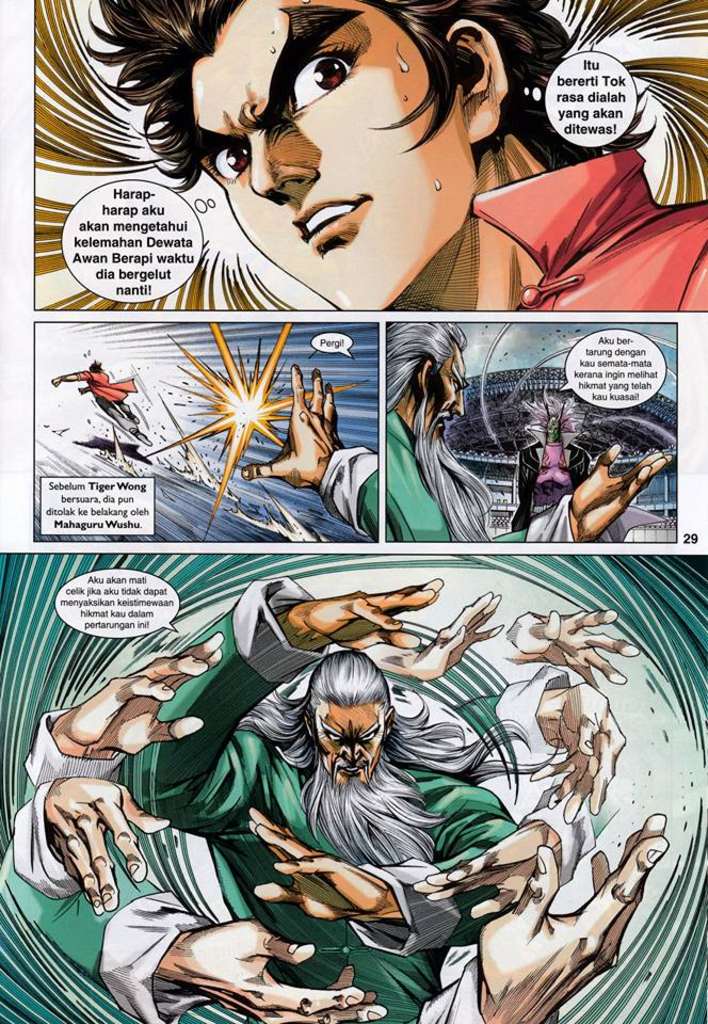 Itu
bererti Tok
rasa dialah
yang akan
ditewas!
Harap-
harap aku
akan mengetahui
kelemahan Dewata
Awan Berapi waktu
dia bergelut
nanti!
Pergi!
Sebelum Tiger Wong
bersuara, dia pun
ditolak ke belakang oleh
Mahaguru Wushu.
Aku ber-
tarung dengan
kau semata-mata
kerana ingin melihat
hikmat yang telah
kau kuasai!
29
Aku akan mati
celik jika aku tidak dapat
menyaksikan keistimewaan
hikmat kau dalam
pertarungan ini!